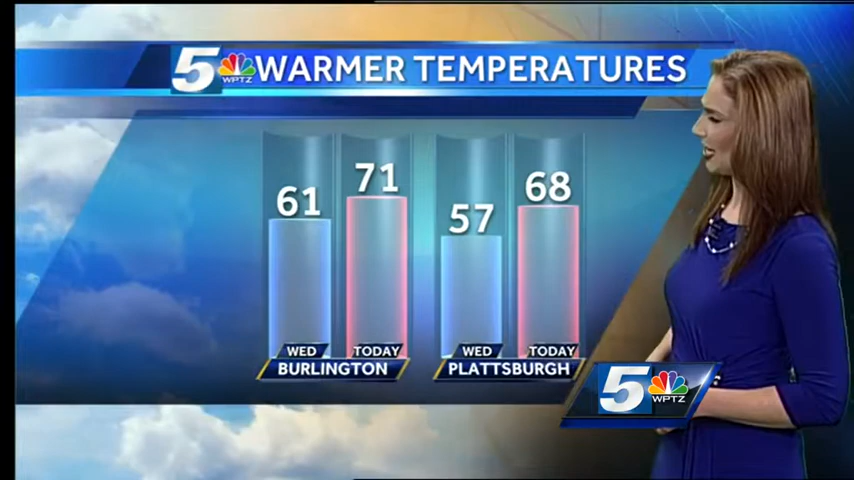 5 WPTZ WARMER TEMPERATURES
61 71 57 68
WED TODAY WED TODAY
BURLINGTON PLATTSBURGH
5 WPTZ